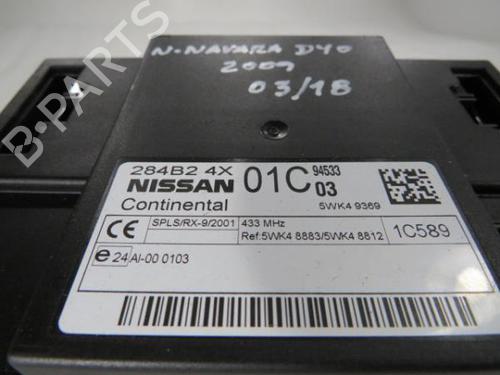 N-NAVARA D40
2009
03/18
B-PARTS
284B2 4X 01C 94533
NISSAN 03
Continental 5WK4 9369
CE SPLS/RX-9/2001 433 MHz 1C589
Ref:5WK4 8883/5WK4 8812
e24 AI-00 0103